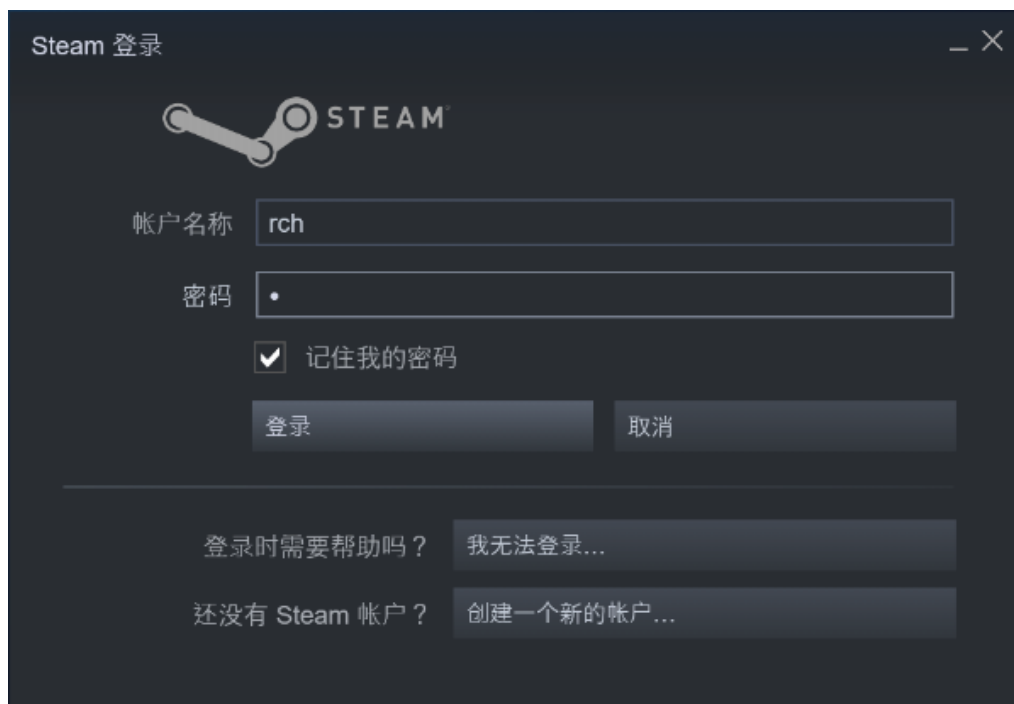 Steam 登录
STEAM
帐户名称 rch
密码 •
记住我的密码
登录 取消
登录时需要帮助吗？ 我无法登录...
还没有 Steam 帐户？ 创建一个新的帐户...